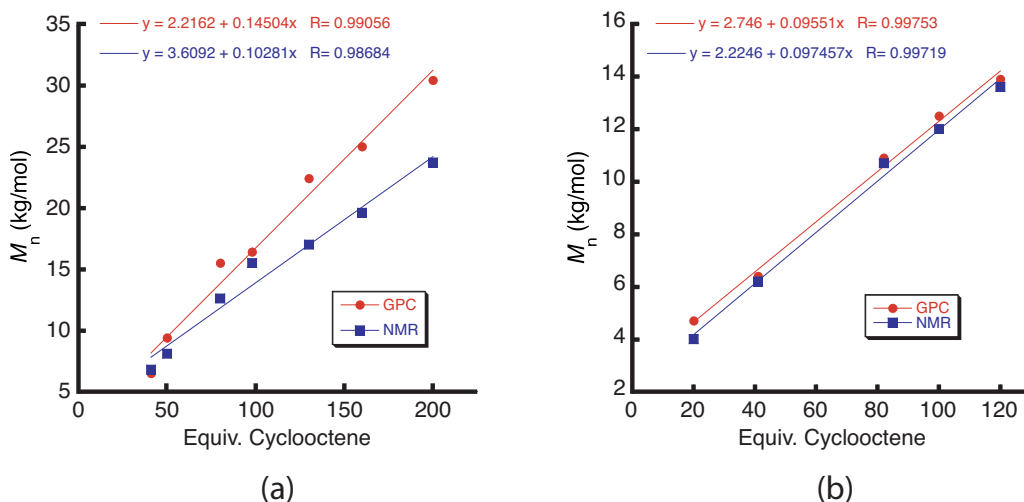 y = 2.2162 + 0.14504x R= 0.99056
y = 3.6092 + 0.10281x R= 0.98684
35
30
25
20
15
10
5
0
50
100
150
200
Mn (kg/mol)
GPC
NMR
Equiv. Cyclooctene
(a)
y = 2.746 + 0.09551x R= 0.99753
y = 2.2246 + 0.097457x R= 0.99719
16
14
12
10
8
6
4
2
0
20
40
60
80
100
120
Mn (kg/mol)
GPC
NMR
Equiv. Cyclooctene
(b)